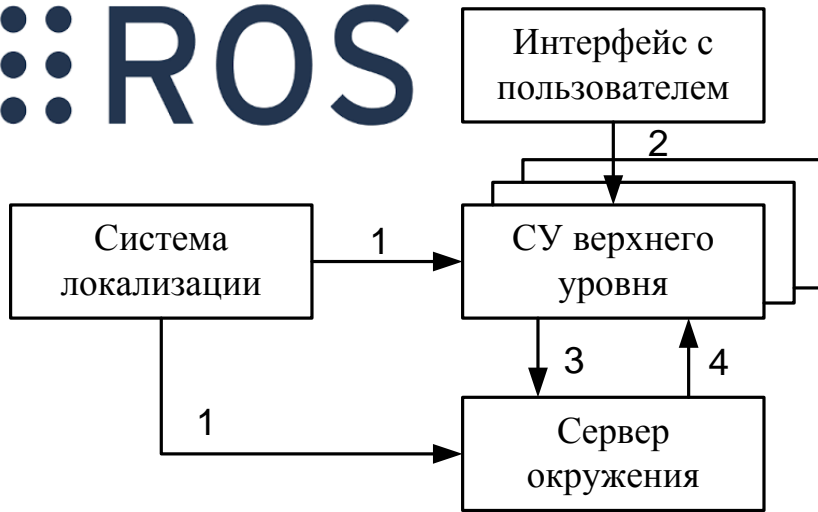 ROS
Интерфейс с
пользователем
2
Система
локализации
1
СУ верхнего
уровня
3
4
1
Сервер
окружения